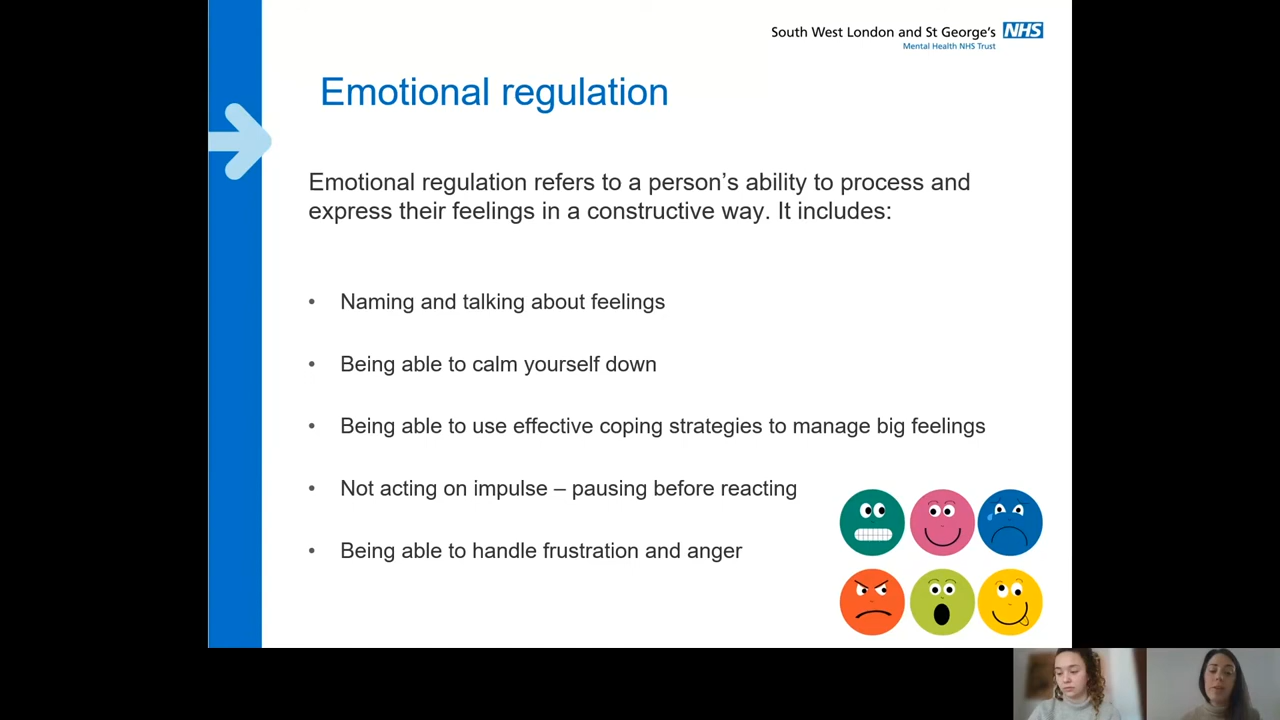 South West London and St George's NHS
Mental Health NHS Trust
Emotional regulation
Emotional regulation refers to a person’s ability to process and
express their feelings in a constructive way. It includes:
• Naming and talking about feelings
• Being able to calm yourself down
• Being able to use effective coping strategies to manage big feelings
• Not acting on impulse – pausing before reacting
• Being able to handle frustration and anger